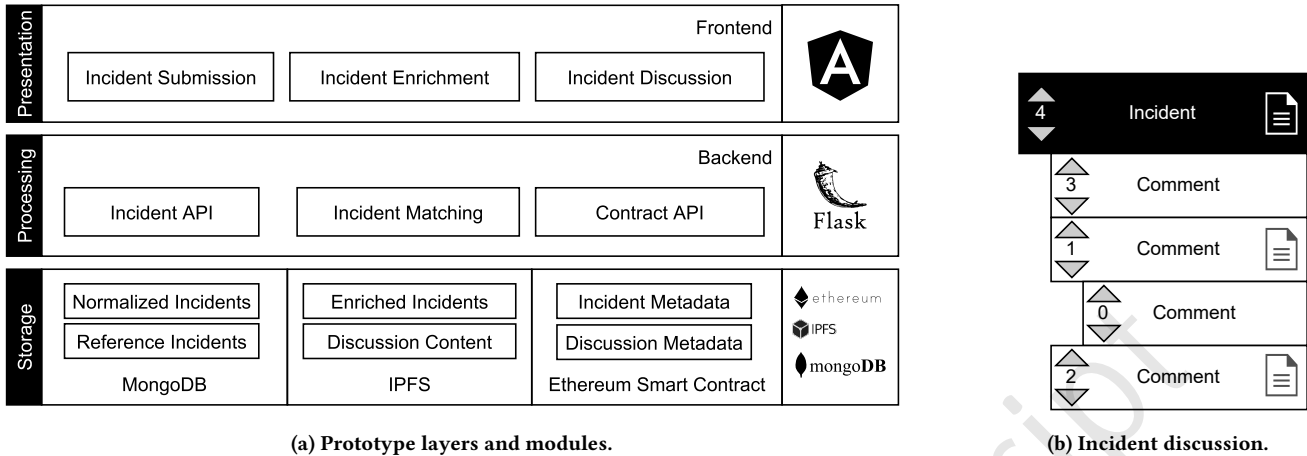 Presentation
Frontend
Incident Submission
Incident Enrichment
Incident Discussion
A
Processing
Backend
Incident API
Incident Matching
Contract API
Flask
Storage
Normalized Incidents
Reference Incidents
MongoDB
Enriched Incidents
Discussion Content
IPFS
Incident Metadata
Discussion Metadata
Ethereum Smart Contract
ethereum
IPFS
mongoDB
(a) Prototype layers and modules.
4 Incident
3 Comment
1 Comment
0 Comment
2 Comment
(b) Incident discussion.